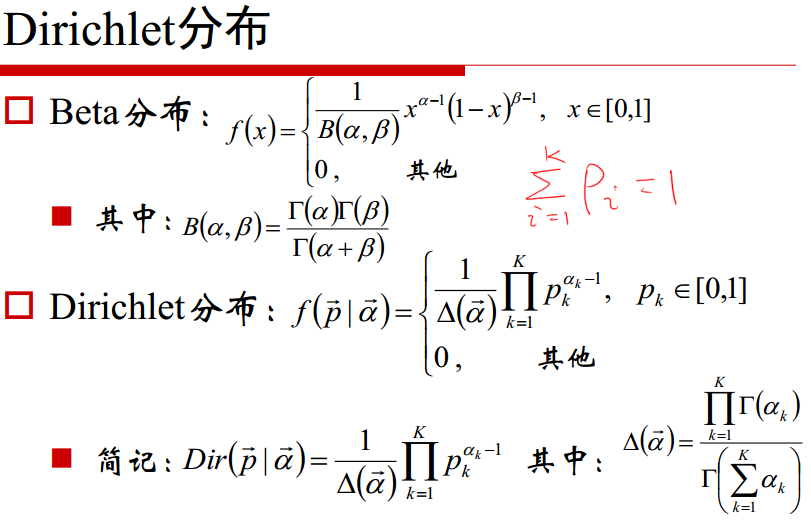 Dirichlet分布
Beta分布：f(x)={ 1/B(α,β) x^(α-1)(1-x)^(β-1), x∈[0,1]
0, 其他
∑_{i=1}^{K} P_i = 1
其中：B(α,β)=Γ(α)Γ(β)/Γ(α+β)
Dirichlet分布：f(p⃗|α⃗)={ 1/Δ(α⃗) ∏_{k=1}^{K} p_k^(α_k-1), p_k∈[0,1]
0, 其他
简记：Dir(p⃗|α⃗)=1/Δ(α⃗) ∏_{k=1}^{K} p_k^(α_k-1) 其中：Δ(α⃗)=∏_{k=1}^{K} Γ(α_k)/Γ(∑_{k=1}^{K} α_k)